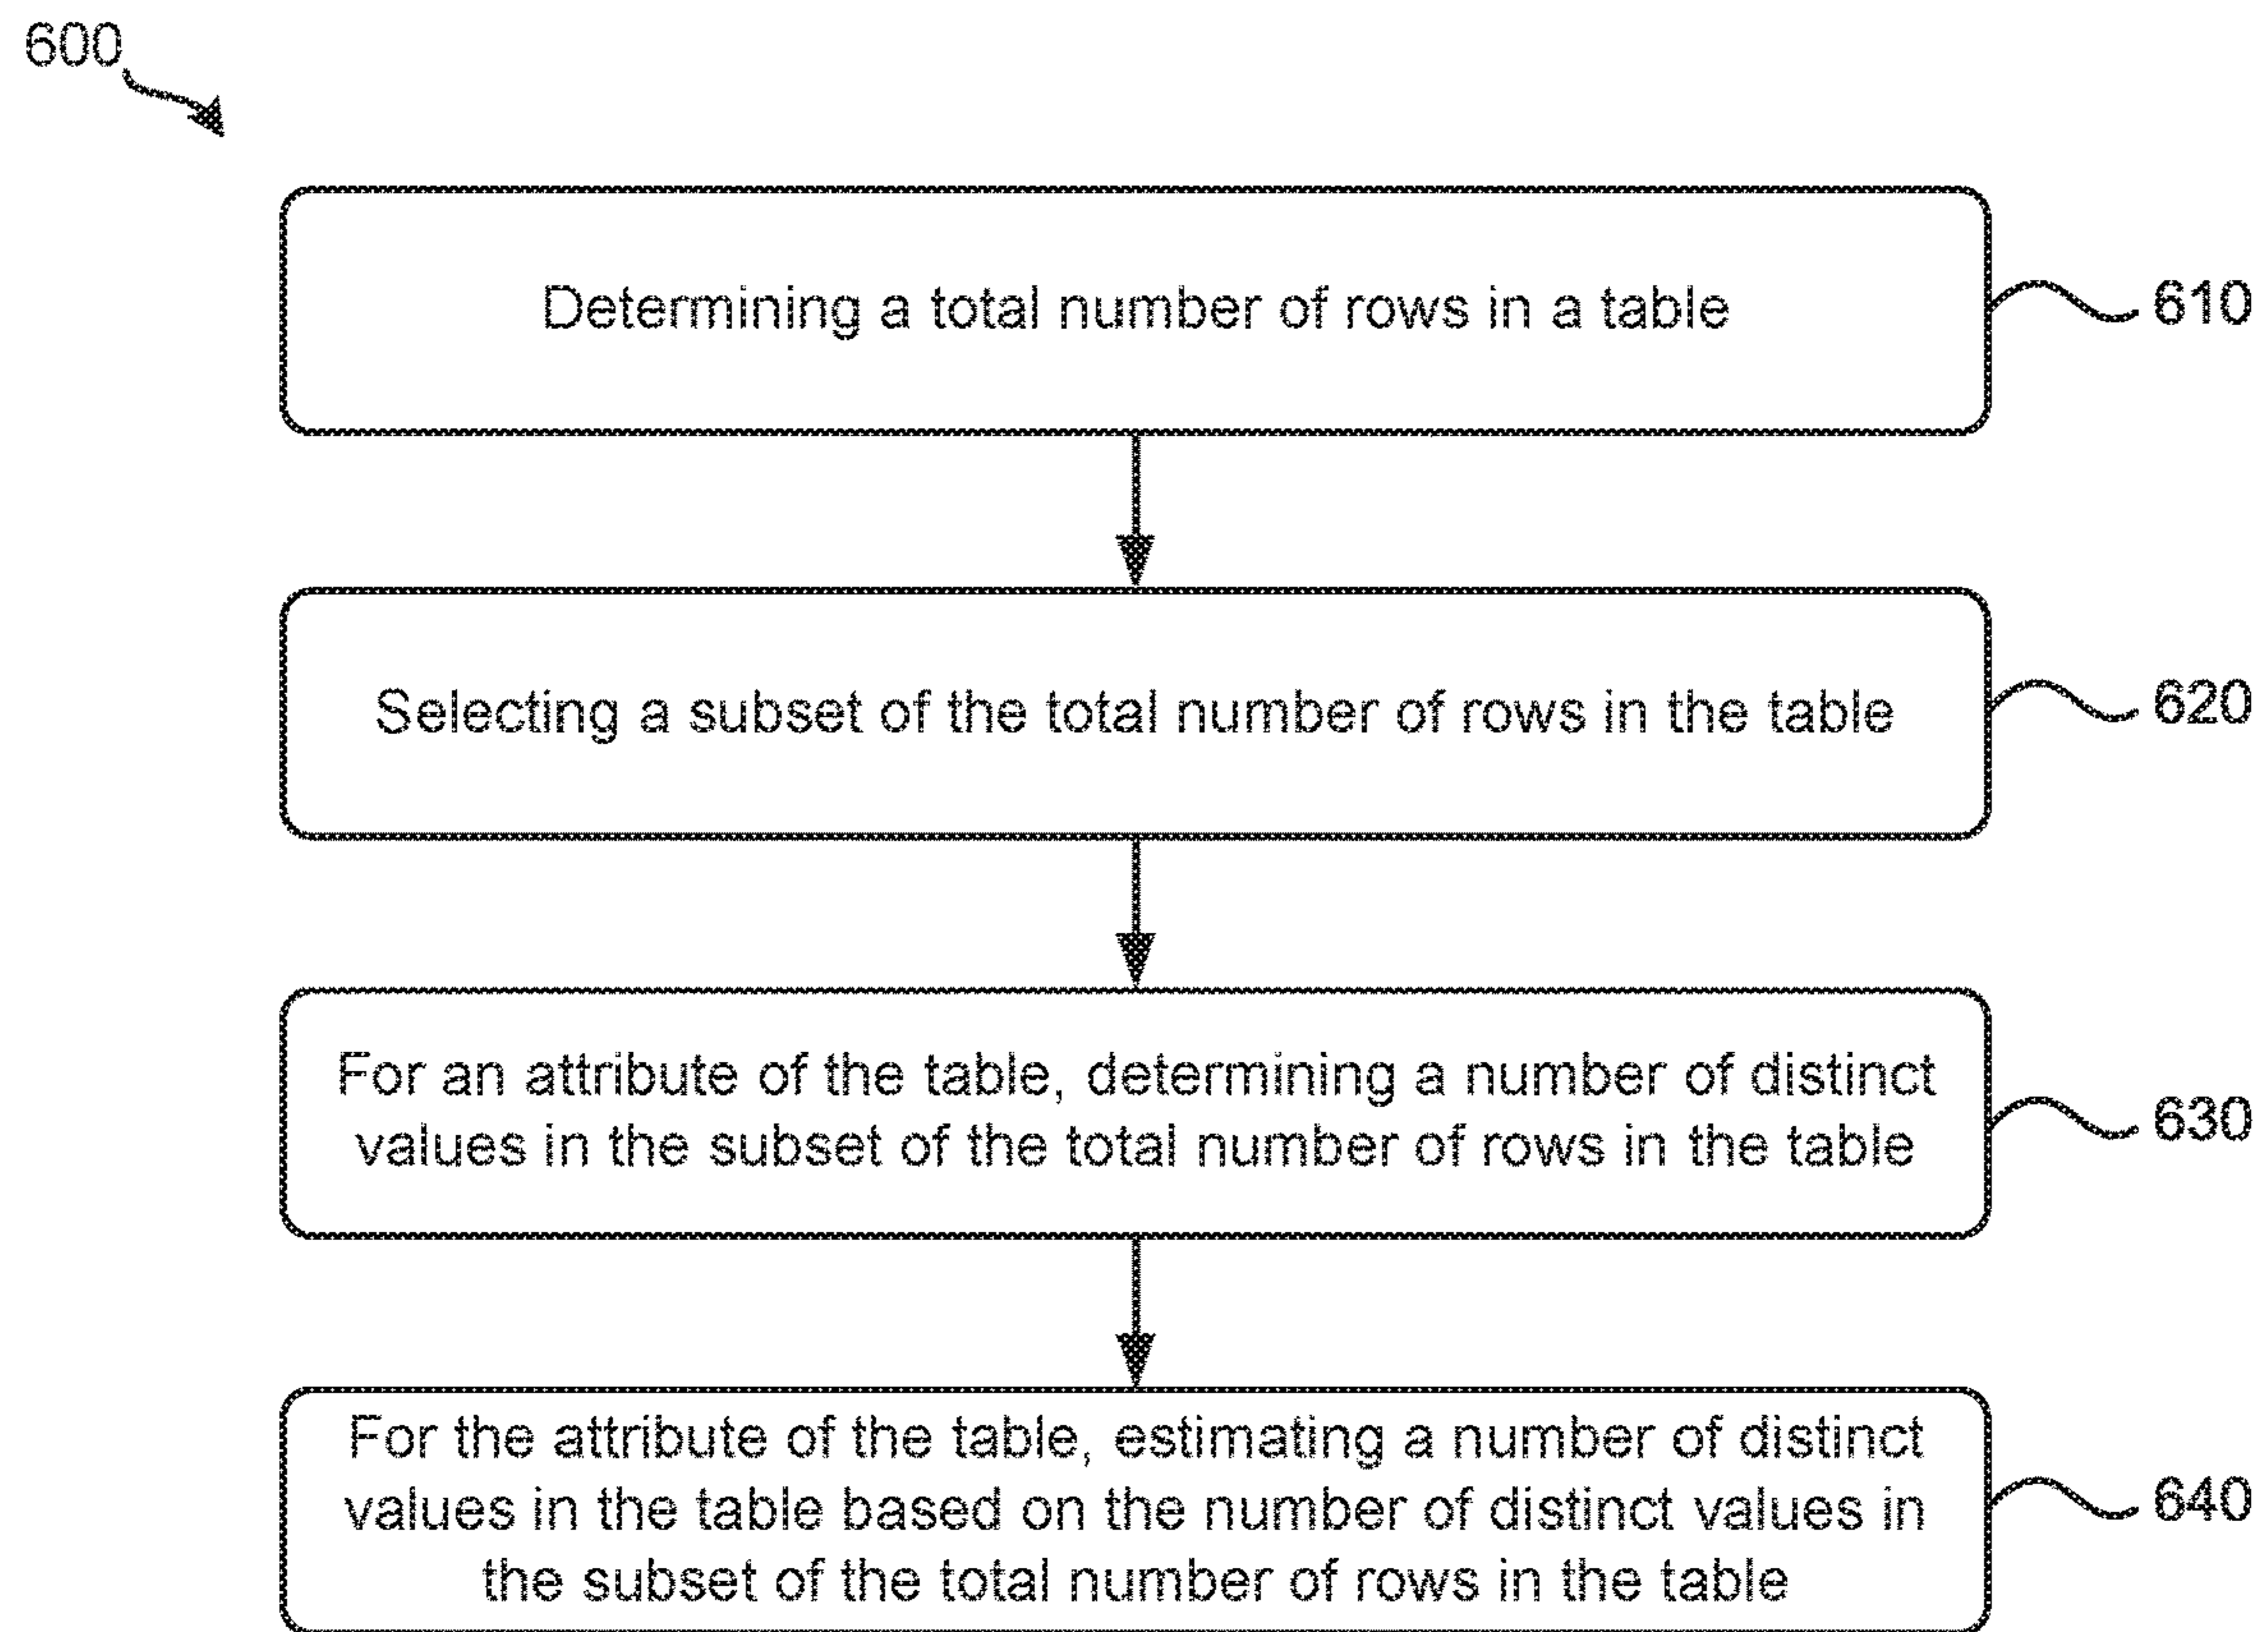 600
Determining a total number of rows in a table
610
Selecting a subset of the total number of rows in the table
620
For an attribute of the table, determining a number of distinct
values in the subset of the total number of rows in the table
630
For the attribute of the table, estimating a number of distinct
values in the table based on the number of distinct values in
the subset of the total number of rows in the table
640